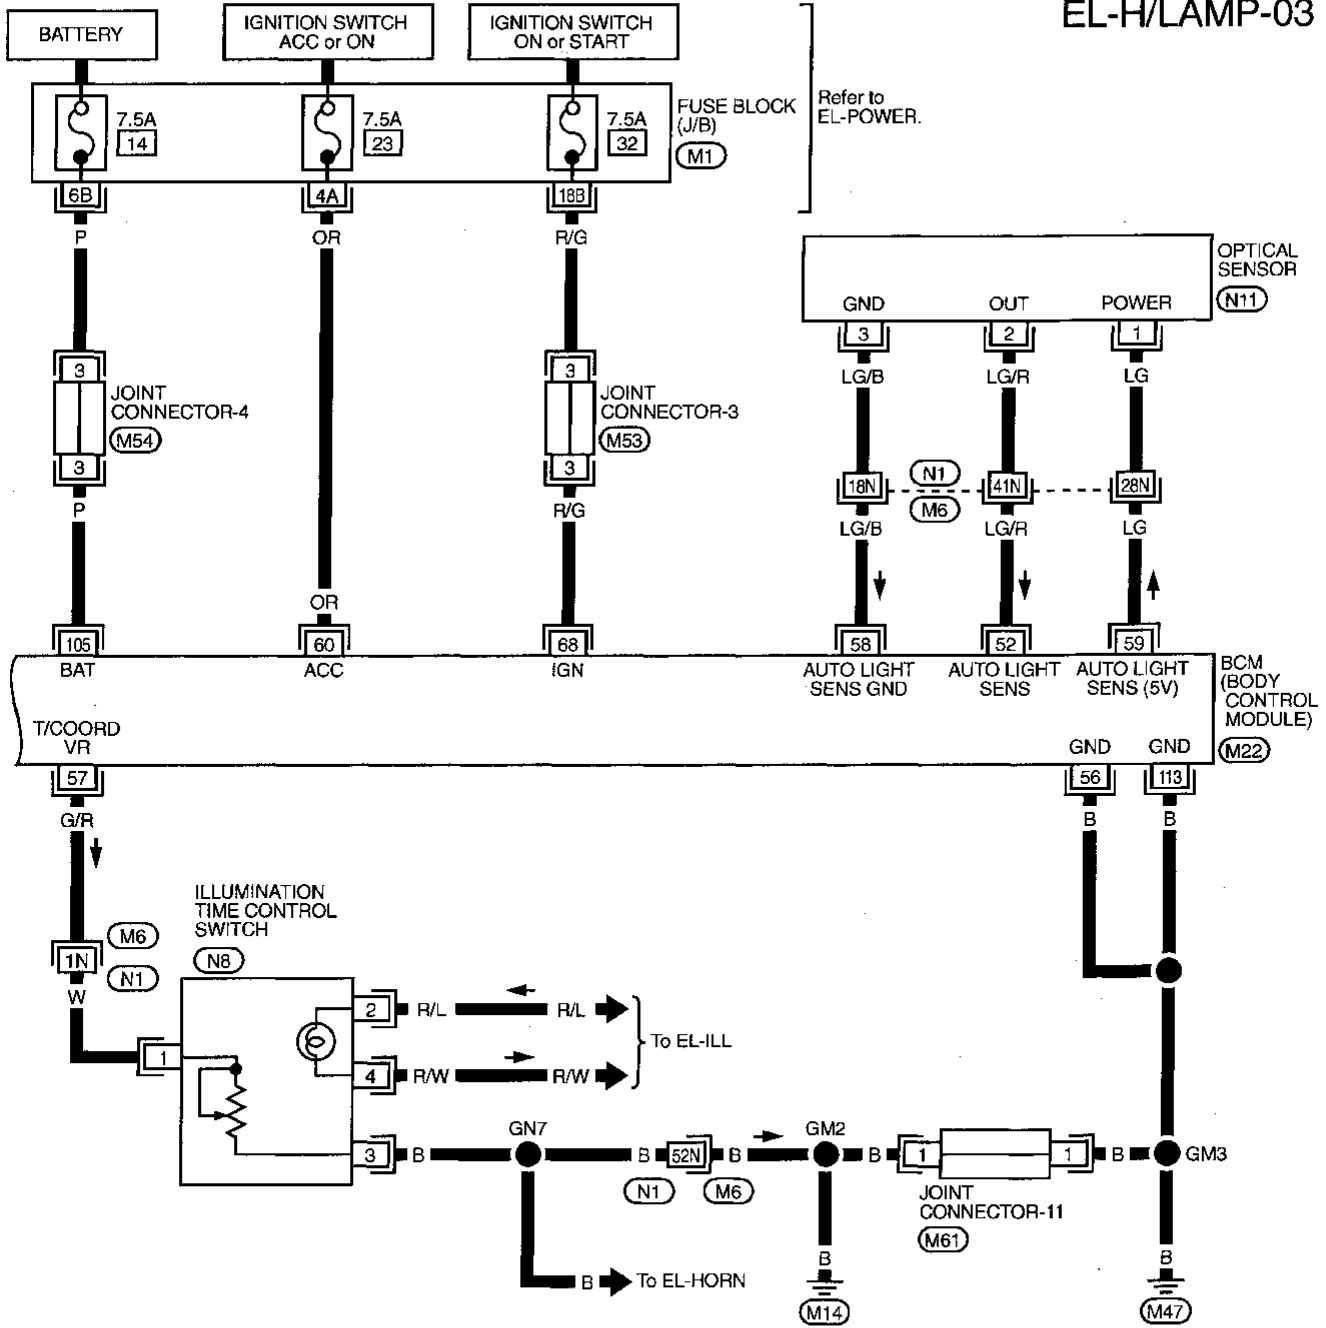 EL-H/LAMP-03
BATTERY
IGNITION SWITCH
ACC or ON
IGNITION SWITCH
ON or START
7.5A
14
7.5A
23
7.5A
32
FUSE BLOCK
(J/B)
M1
Refer to
EL-POWER.
6B
4A
18B
P
OR
R/G
OPTICAL
SENSOR
N11
GND
OUT
POWER
3
2
1
LG/B
LG/R
LG
3
JOINT
CONNECTOR-4
M54
3
3
JOINT
CONNECTOR-3
M53
3
18N
N1
M6
41N
28N
P
R/G
LG/B
LG/R
LG
OR
105
60
68
58
52
59
BAT
ACC
IGN
AUTO LIGHT
SENS GND
AUTO LIGHT
SENS
AUTO LIGHT
SENS (5V)
BCM
(BODY
CONTROL
MODULE)
M22
T/COORD
VR
GND
GND
57
56
113
G/R
B
B
ILLUMINATION
TIME CONTROL
SWITCH
N8
M6
1N
N1
W
1
2
R/L
R/L
To EL-ILL
4
R/W
R/W
3
B
GN7
B
52N
B
N1
M6
GM2
B
1
1
B
GM3
JOINT
CONNECTOR-11
M61
B
To EL-HORN
B
M14
B
M47